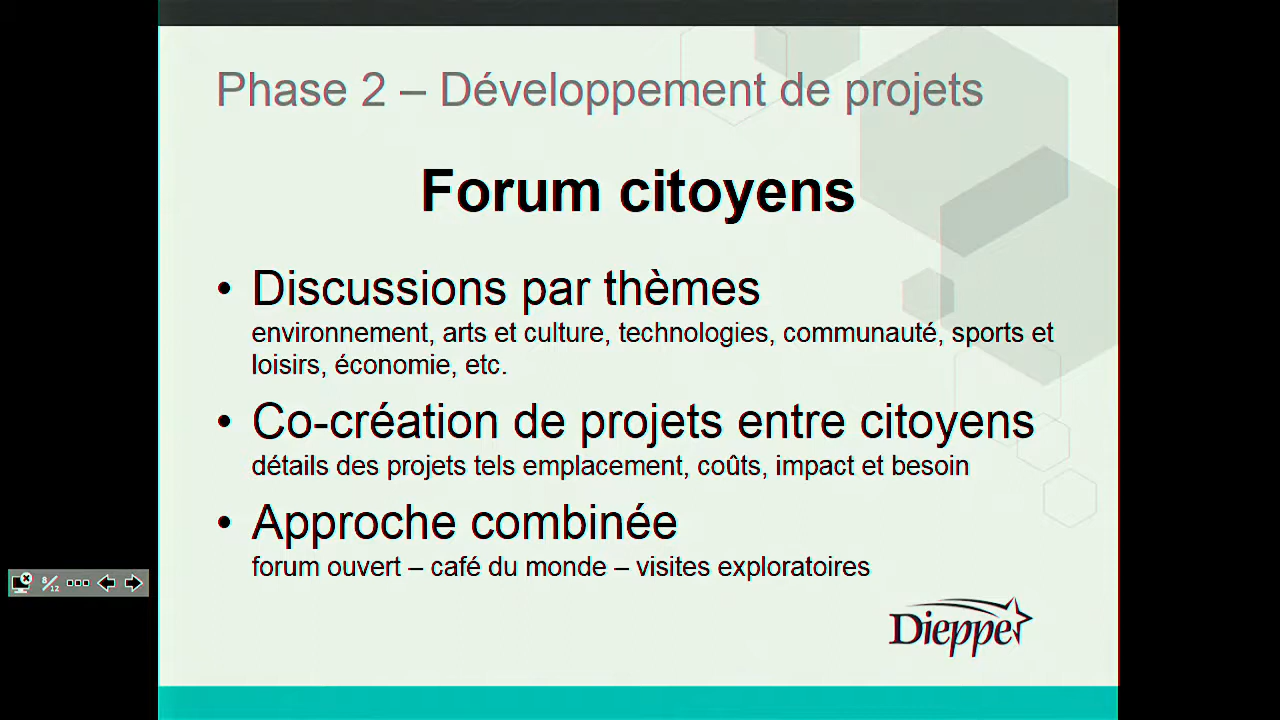 Phase 2 – Développement de projets
Forum citoyens
• Discussions par thèmes
environnement, arts et culture, technologies, communauté, sports et
loisirs, économie, etc.
• Co-création de projets entre citoyens
détails des projets tels emplacement, coûts, impact et besoin
• Approche combinée
forum ouvert – café du monde – visites exploratoires
8/12
Dieppe